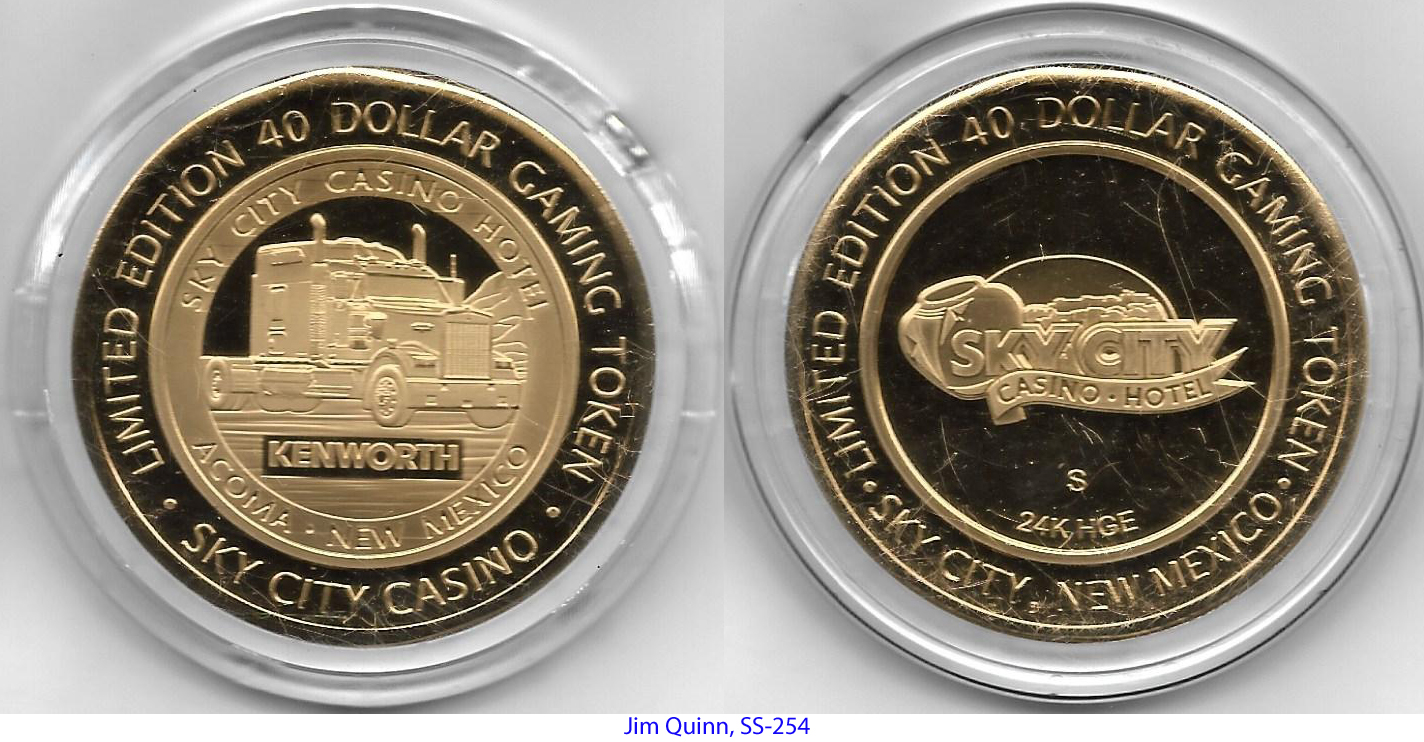 LIMITED EDITION 40 DOLLAR GAMING TOKEN
• SKY CITY CASINO •
SKY CITY CASINO HOTEL
KENWORTH
ACOMA • NEW MEXICO
LIMITED EDITION 40 DOLLAR GAMING TOKEN
• SKY CITY, NEW MEXICO •
SKY CITY
CASINO • HOTEL
S
24K HGE
Jim Quinn, SS-254